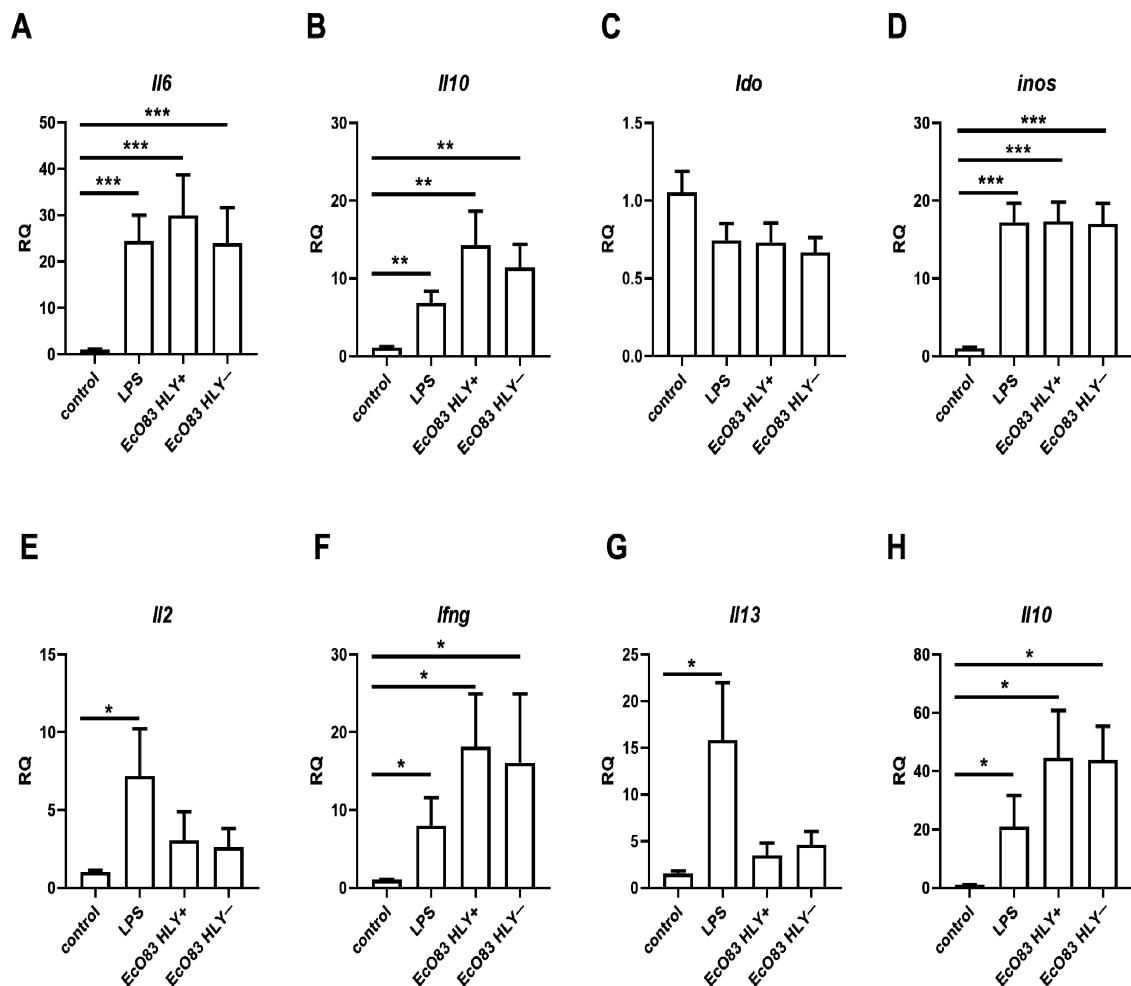 A
Il6
RQ
50
40
30
20
10
0
***
***
***
control
LPS
EcO83 HLY+
EcO83 HLY–
B
Il10
RQ
30
20
10
0
**
**
**
control
LPS
EcO83 HLY+
EcO83 HLY–
C
Ido
RQ
1.5
1.0
0.5
0.0
control
LPS
EcO83 HLY+
EcO83 HLY–
D
inos
RQ
30
20
10
0
***
***
***
control
LPS
EcO83 HLY+
EcO83 HLY–
E
Il2
RQ
15
10
5
0
*
control
LPS
EcO83 HLY+
EcO83 HLY–
F
Ifng
RQ
30
20
10
0
*
*
*
control
LPS
EcO83 HLY+
EcO83 HLY–
G
Il13
RQ
25
20
15
10
5
0
*
control
LPS
EcO83 HLY+
EcO83 HLY–
H
Il10
RQ
80
60
40
20
0
*
*
*
control
LPS
EcO83 HLY+
EcO83 HLY–